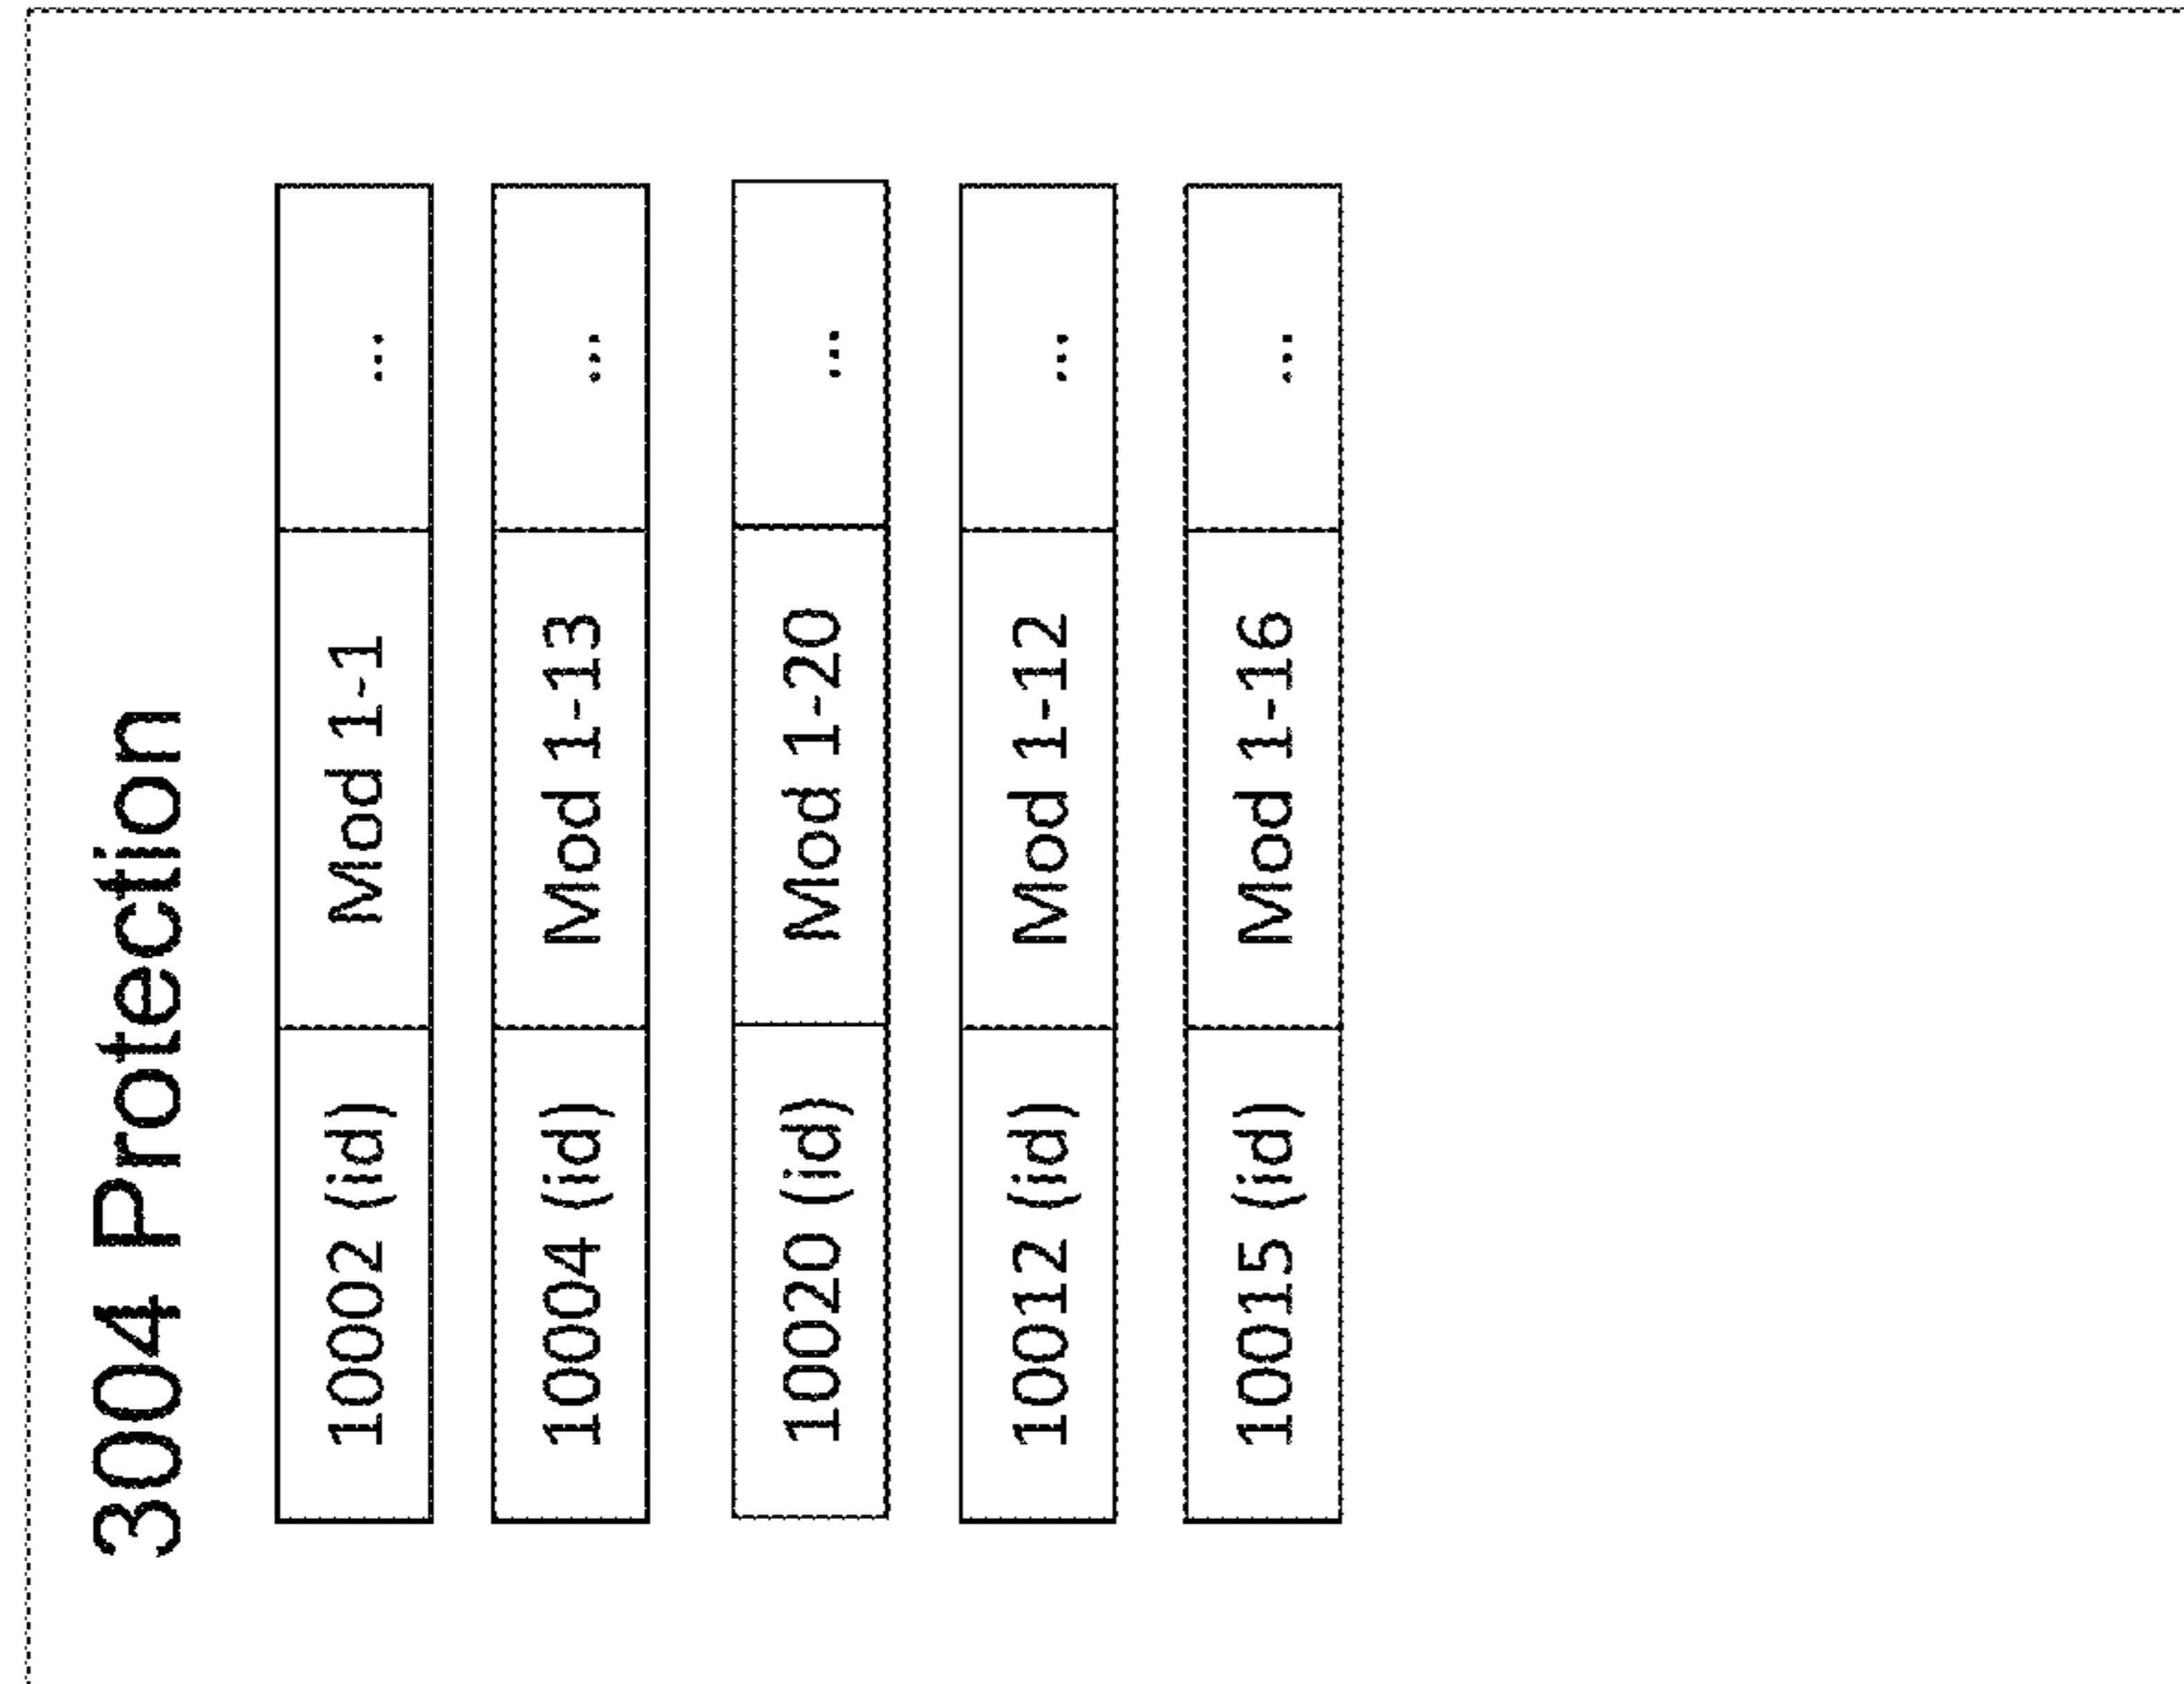 3004 Protection
10002 (id) Mod 1-1 ...
10004 (id) Mod 1-13 ...
10020 (id) Mod 1-20 ...
10012 (id) Mod 1-12 ...
10015 (id) Mod 1-16 ...